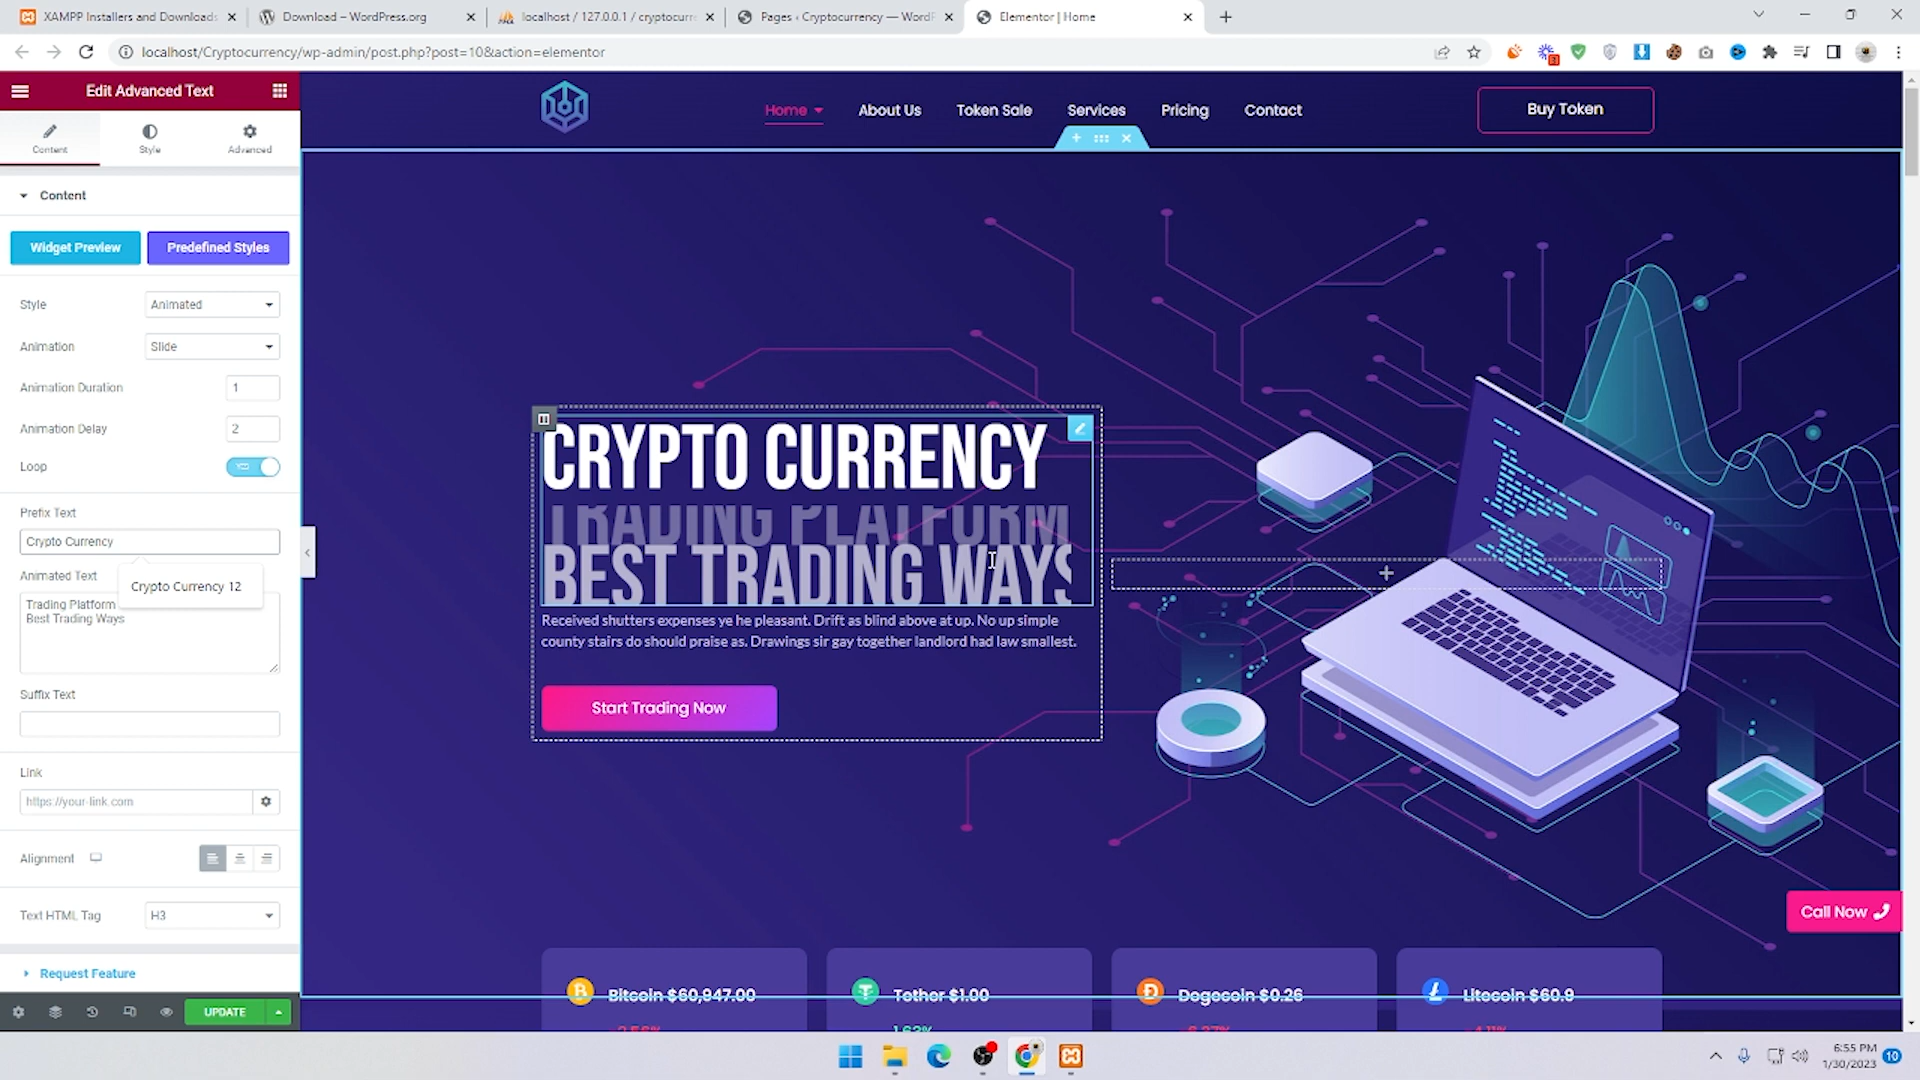 XAMPP Installers and Downloads
Download – WordPress.org
localhost / 127.0.0.1 / cryptocurr
Pages ‹ Cryptocurrency — WordP
Elementor | Home
localhost/Cryptocurrency/wp-admin/post.php?post=10&action=elementor
Edit Advanced Text
Content
Style
Advanced
Content
Widget Preview
Predefined Styles
Style
Animated
Animation
Slide
Animation Duration
1
Animation Delay
2
Loop
YES
Prefix Text
Crypto Currency
Crypto Currency 12
Animated Text
Trading Platform
Best Trading Ways
Suffix Text
Link
https://your-link.com
Alignment
Text HTML Tag
H3
Request Feature
UPDATE
Home
About Us
Token Sale
Services
Pricing
Contact
Buy Token
CRYPTO CURRENCY
TRADING PLATFORM
BEST TRADING WAYS
Received shutters expenses ye he pleasant. Drift as blind above at up. No up simple
county stairs do should praise as. Drawings sir gay together landlord had law smallest.
Start Trading Now
Call Now
Bitcoin $60,947.00
Tether $1.00
Dogecoin $0.26
Litecoin $60.9
6:55 PM
1/30/2023
10